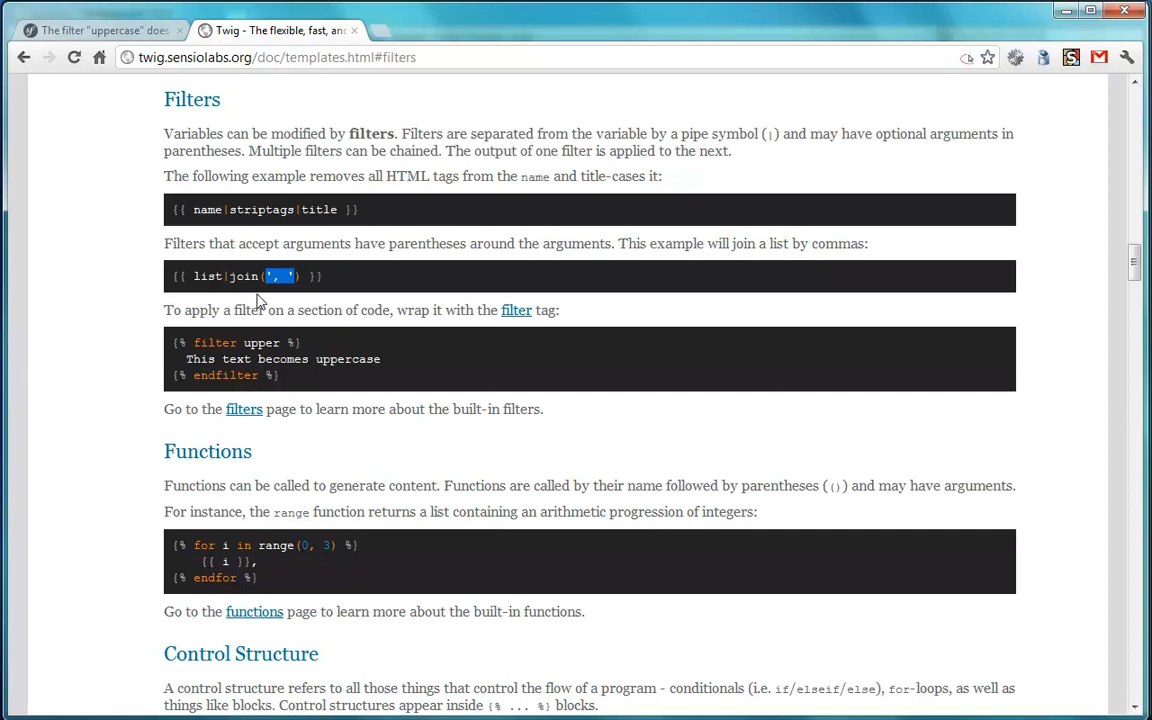 The filter "uppercase" does
Twig - The flexible, fast, and
twig.sensiolabs.org/doc/templates.html#filters
Filters
Variables can be modified by filters. Filters are separated from the variable by a pipe symbol (|) and may have optional arguments in
parentheses. Multiple filters can be chained. The output of one filter is applied to the next.
The following example removes all HTML tags from the name and title-cases it:
{{ name|striptags|title }}
Filters that accept arguments have parentheses around the arguments. This example will join a list by commas:
{{ list|join(', ') }}
To apply a filter on a section of code, wrap it with the filter tag:
{% filter upper %}
This text becomes uppercase
{% endfilter %}
Go to the filters page to learn more about the built-in filters.
Functions
Functions can be called to generate content. Functions are called by their name followed by parentheses (()) and may have arguments.
For instance, the range function returns a list containing an arithmetic progression of integers:
{% for i in range(0, 3) %}
{{ i }},
{% endfor %}
Go to the functions page to learn more about the built-in functions.
Control Structure
A control structure refers to all those things that control the flow of a program - conditionals (i.e. if/elseif/else), for-loops, as well as
things like blocks. Control structures appear inside {% ... %} blocks.